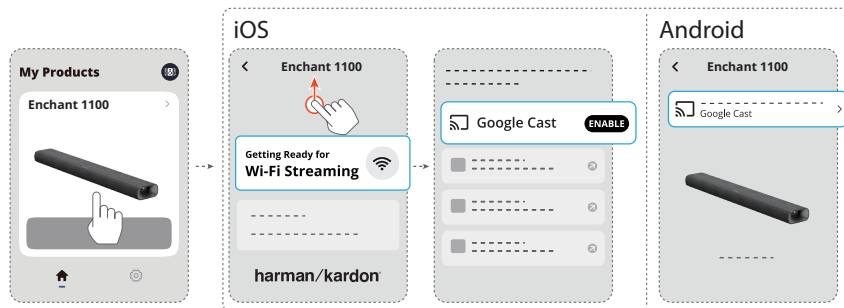 iOS
Android
My Products
Enchant 1100
Enchant 1100
Getting Ready for
Wi-Fi Streaming
harman/kardon
Google Cast
ENABLE
Enchant 1100
Google Cast